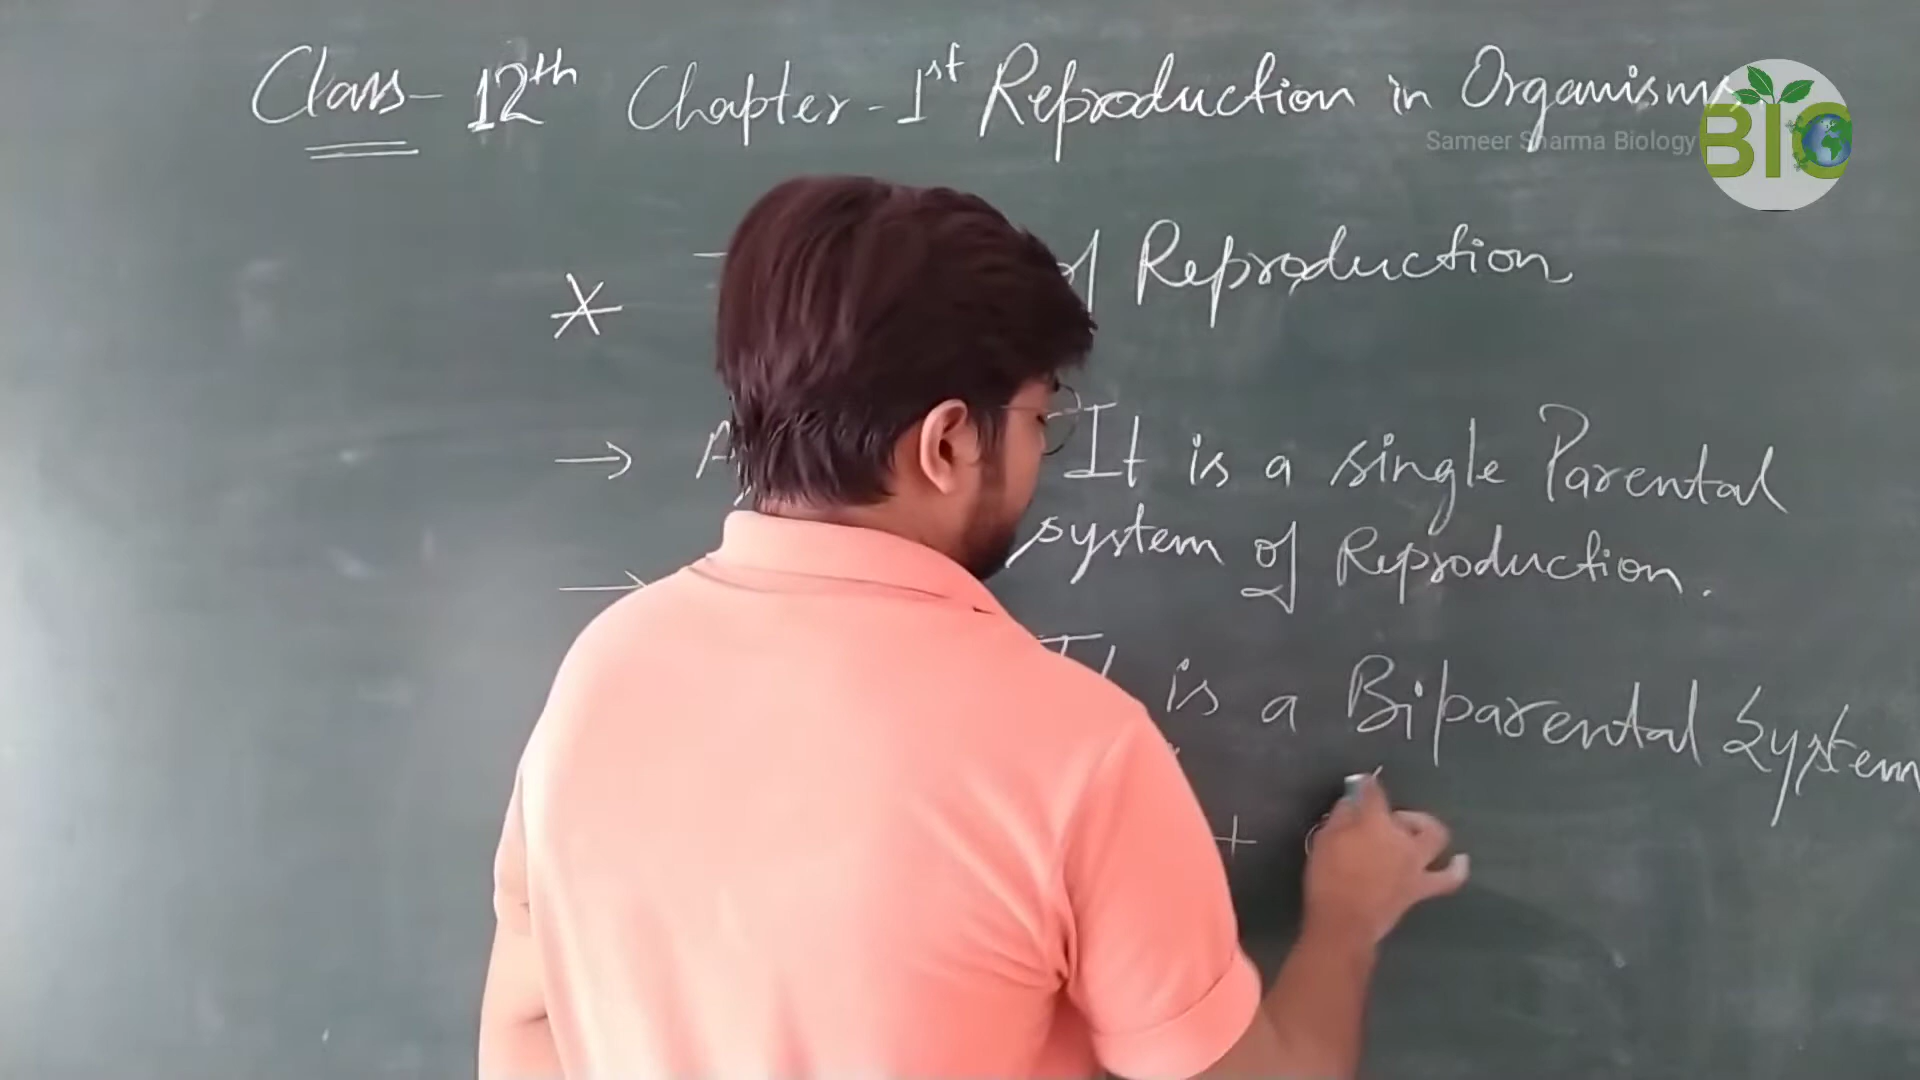 Class- 12th Chapter-1st Reproduction in Organisms
Sameer Sharma Biology
BIO
* of Reproduction
→ It is a single Parental
system of Reproduction.
→
It is a Biparental System
+